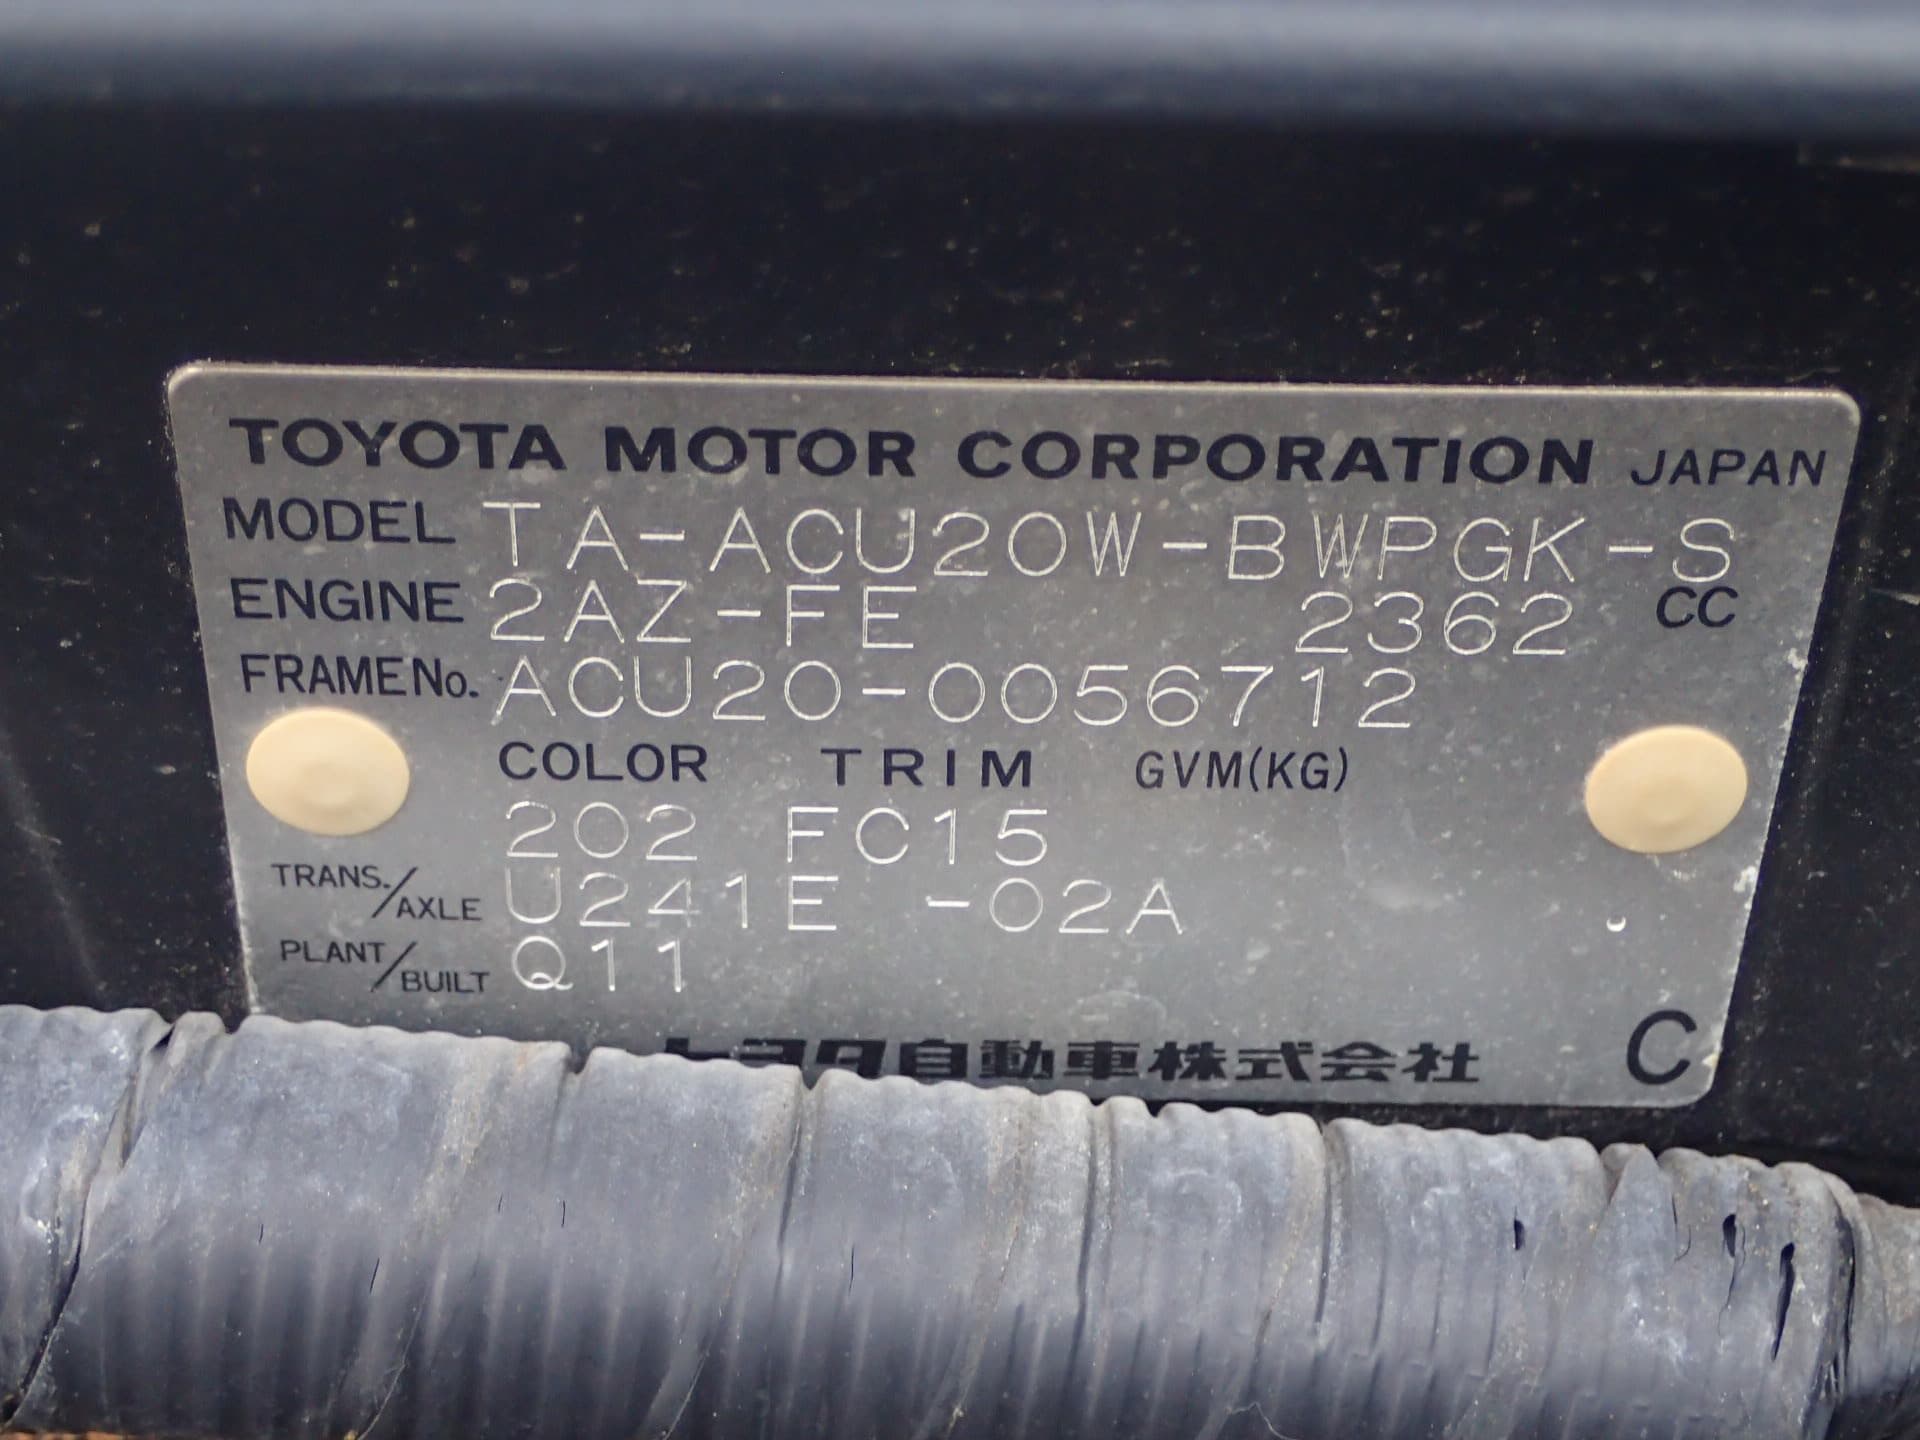 TOYOTA MOTOR CORPORATION JAPAN
MODEL TA-ACU20W-BWPGK-S
ENGINE 2AZ-FE 2362 CC
FRAME No. ACU20-0056712
COLOR TRIM GVM(KG)
202 FC15
TRANS./AXLE U241E -02A
PLANT/BUILT Q11
トヨタ自動車株式会社 C